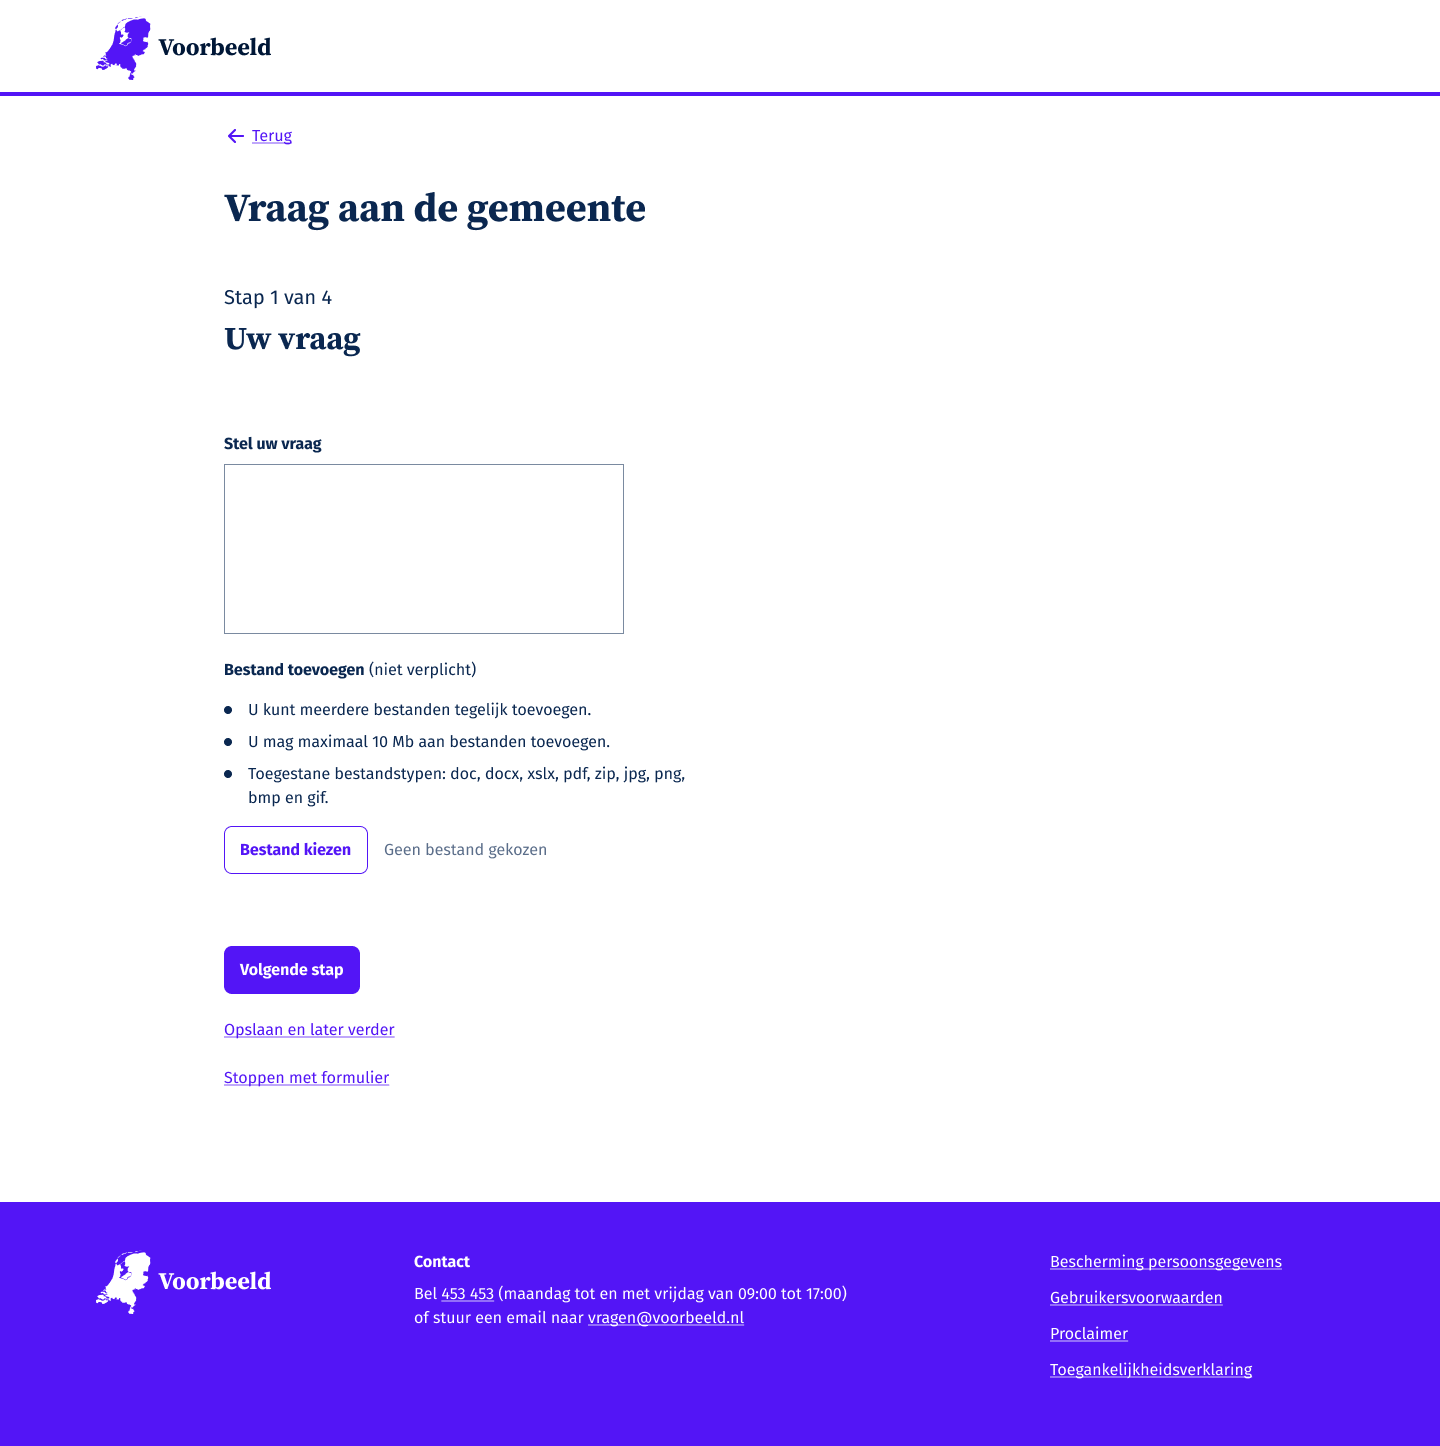 Voorbeeld
Terug
Vraag aan de gemeente
Stap 1 van 4
Uw vraag
Stel uw vraag
Bestand toevoegen (niet verplicht)
U kunt meerdere bestanden tegelijk toevoegen.
U mag maximaal 10 Mb aan bestanden toevoegen.
Toegestane bestandstypen: doc, docx, xslx, pdf, zip, jpg, png,
bmp en gif.
Bestand kiezen Geen bestand gekozen
Volgende stap
Opslaan en later verder
Stoppen met formulier
Voorbeeld
Contact
Bel 453 453 (maandag tot en met vrijdag van 09:00 tot 17:00)
of stuur een email naar vragen@voorbeeld.nl
Bescherming persoonsgegevens
Gebruikersvoorwaarden
Proclaimer
Toegankelijkheidsverklaring